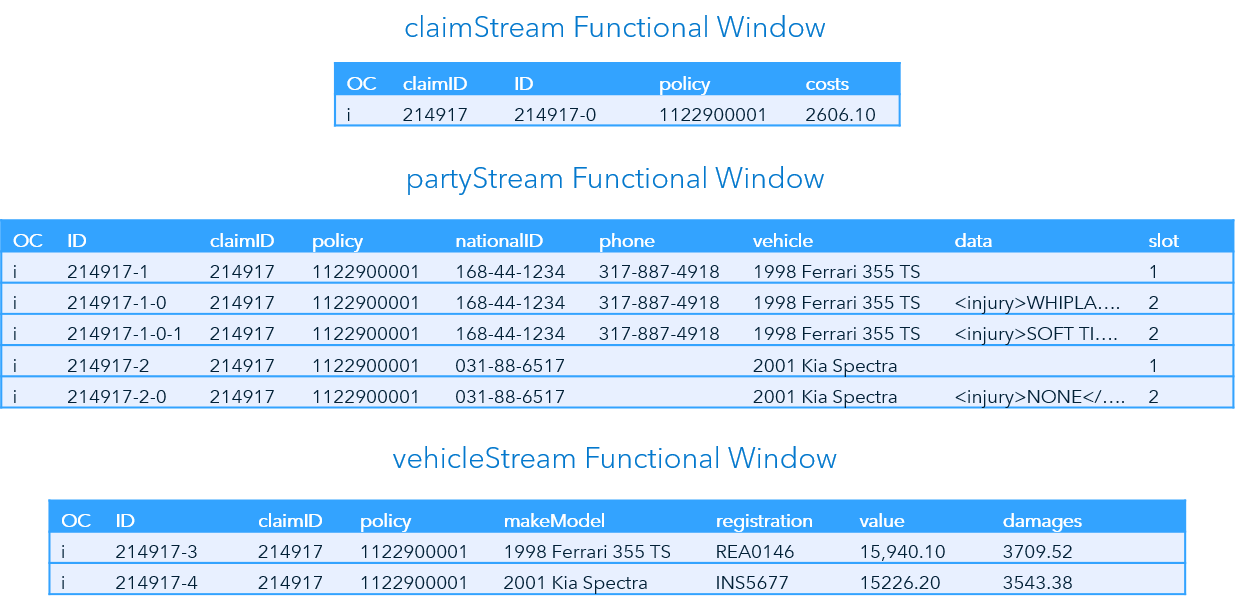 claimStream Functional Window
OC claimID ID policy costs
i 214917 214917-0 1122900001 2606.10
partyStream Functional Window
OC ID claimID policy nationalID phone vehicle data slot
i 214917-1 214917 1122900001 168-44-1234 317-887-4918 1998 Ferrari 355 TS 1
i 214917-1-0 214917 1122900001 168-44-1234 317-887-4918 1998 Ferrari 355 TS <injury>WHIPLA.... 2
i 214917-1-0-1 214917 1122900001 168-44-1234 317-887-4918 1998 Ferrari 355 TS <injury>SOFT TI.... 2
i 214917-2 214917 1122900001 031-88-6517 2001 Kia Spectra 1
i 214917-2-0 214917 1122900001 031-88-6517 2001 Kia Spectra <injury>NONE</.... 2
vehicleStream Functional Window
OC ID claimID policy makeModel registration value damages
i 214917-3 214917 1122900001 1998 Ferrari 355 TS REA0146 15,940.10 3709.52
i 214917-4 214917 1122900001 2001 Kia Spectra INS5677 15226.20 3543.38